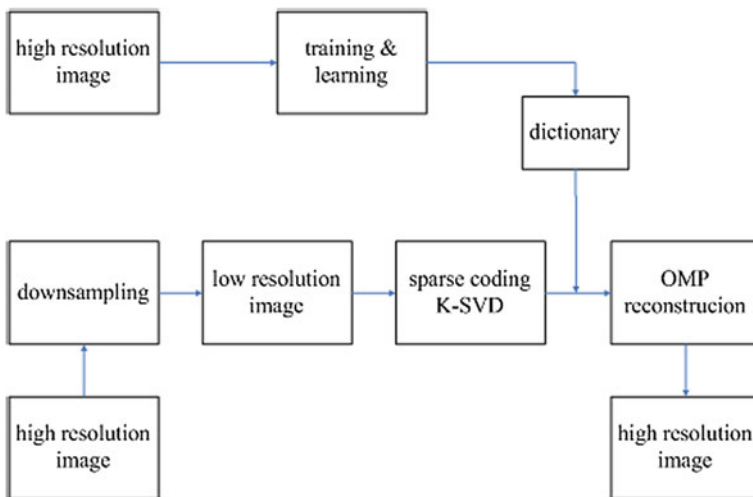 high resolution
image
training &
learning
dictionary
downsampling
low resolution
image
sparse coding
K-SVD
OMP
reconstrucion
high resolution
image
high resolution
image